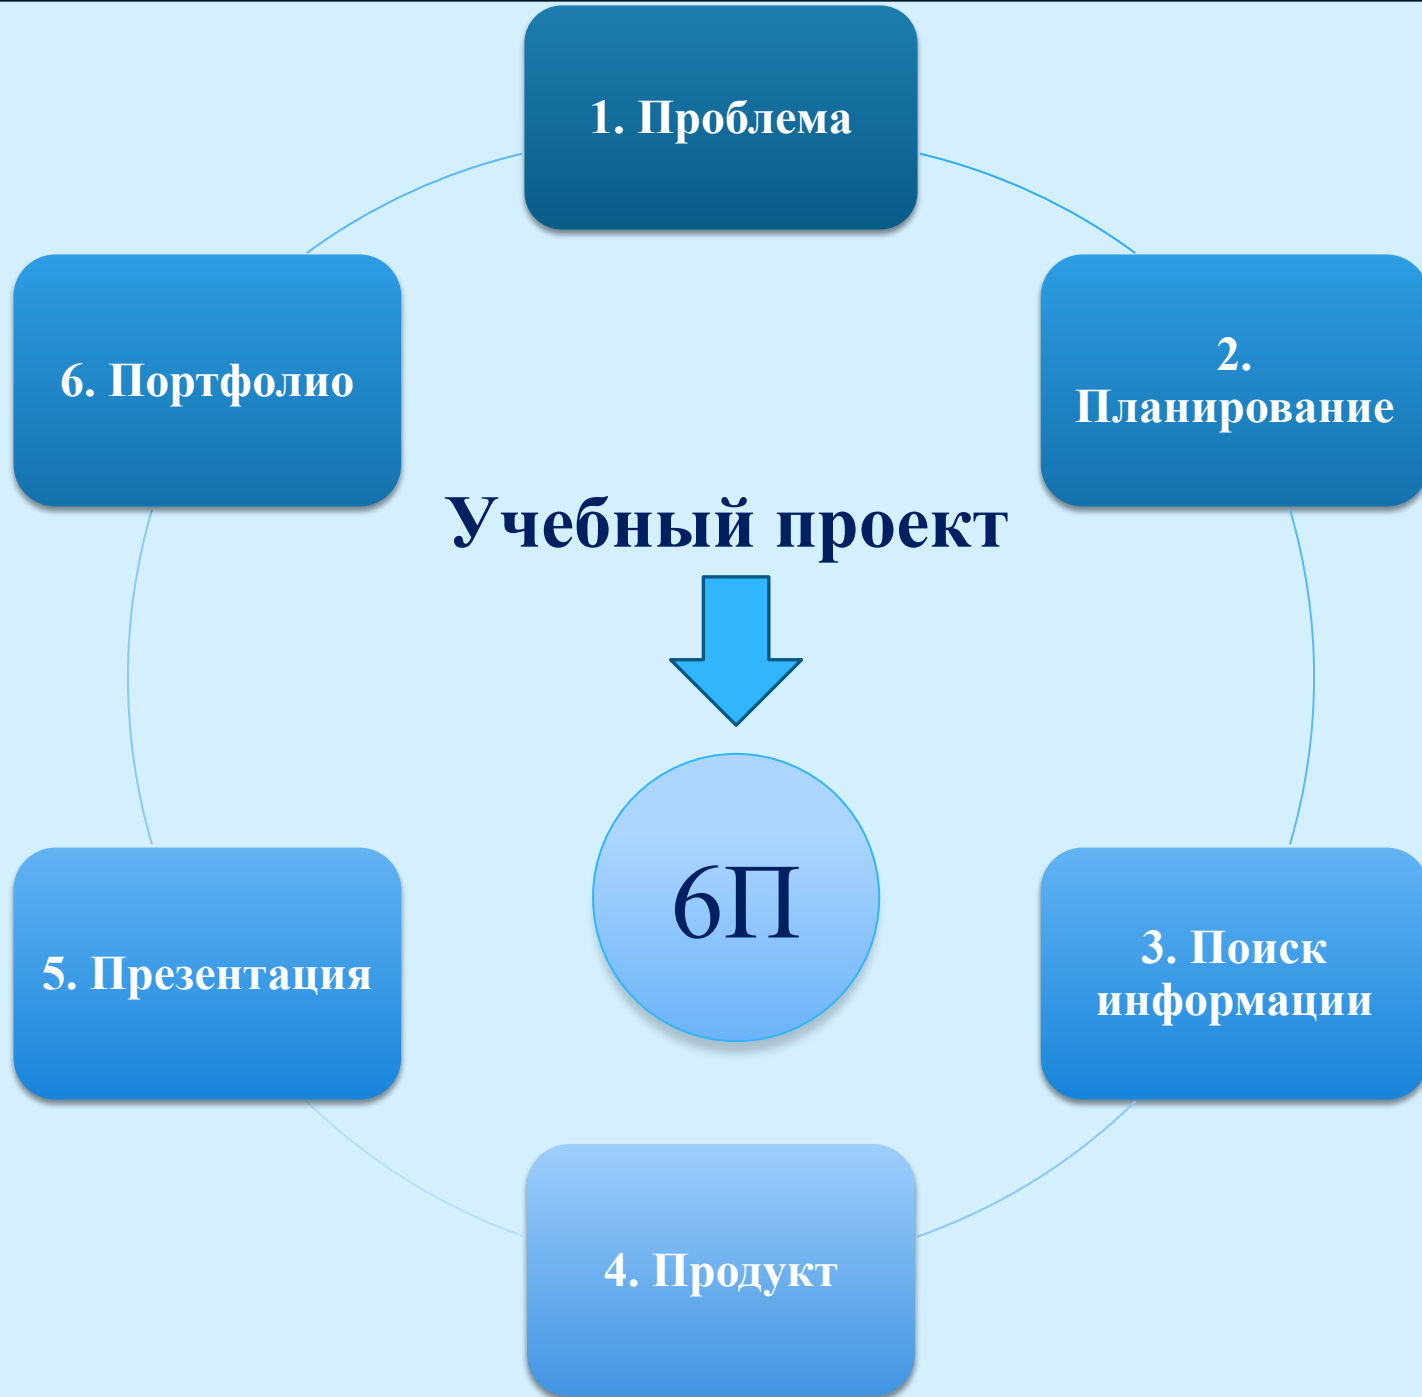 1. Проблема
2.
Планирование
3. Поиск
информации
4. Продукт
5. Презентация
6. Портфолио
Учебный проект
6П